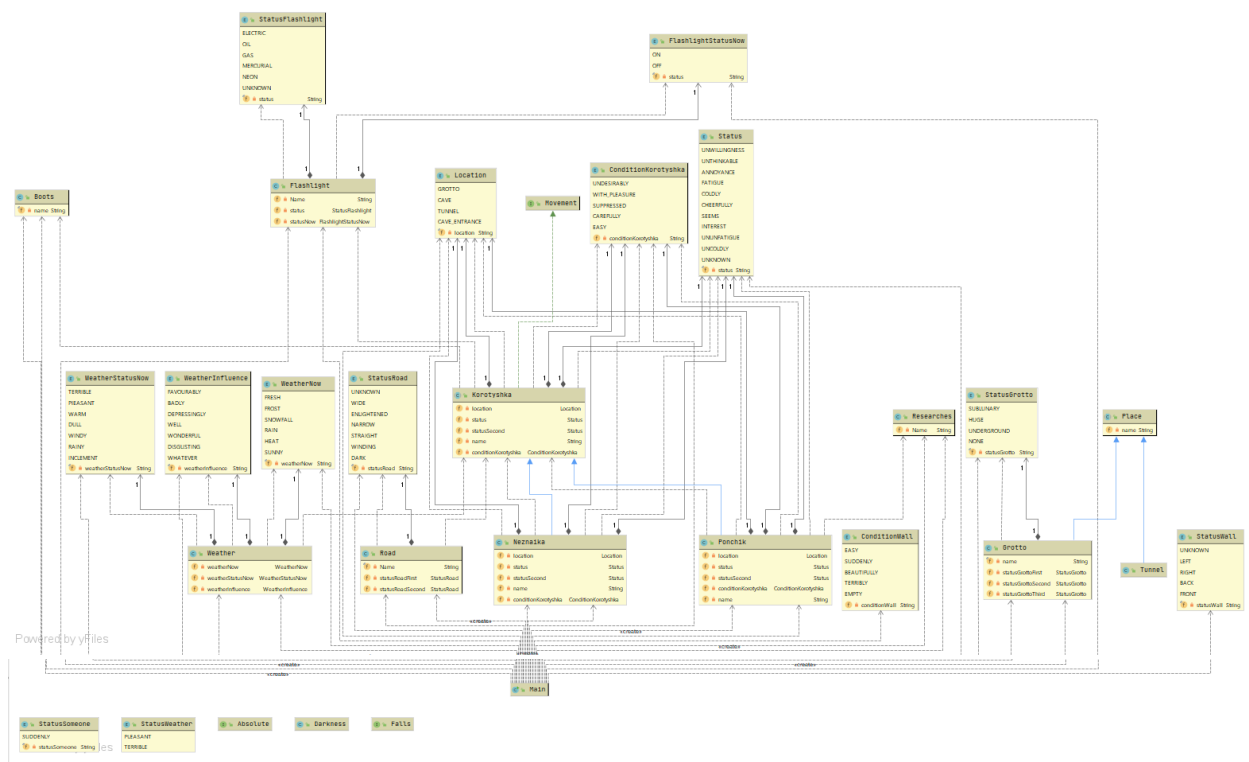 StatusFlashlight
ELECTRIC
OIL
GAS
MERCURIAL
NEON
UNKNOWN
status String
FlashlightStatusNow
ON
OFF
status String
Status
UNWILLINGNESS
UNTHINKABLE
ANNOYANCE
FATIGUE
COLDLY
CHEERFULLY
SEEMS
INTEREST
UNUNFATIGUE
UNCOLDLY
UNKNOWN
status String
Boots
name String
Flashlight
Name String
status StatusFlashlight
statusNow FlashlightStatusNow
Location
GROTTO
CAVE
TUNNEL
CAVE_ENTRANCE
location String
Movement
ConditionKorotyshka
UNDESIRABLY
WITH_PLEASURE
SUPPRESSED
CAREFULLY
EASY
conditionKorotyshka String
WeatherStatusNow
TERRIBLE
PLEASANT
WARM
DULL
WINDY
RAINY
INCLEMENT
weatherStatusNow String
WeatherInfluence
FAVOURABLY
BADLY
DEPRESSINGLY
WELL
WONDERFUL
DISGUSTING
WHATEVER
weatherInfluence String
WeatherNow
FRESH
FROST
SNOWFALL
RAIN
HEAT
SUNNY
weatherNow String
StatusRoad
UNKNOWN
WIDE
ENLIGHTENED
NARROW
STRAIGHT
WINDING
DARK
statusRoad String
Korotyshka
location Location
status Status
statusSecond Status
name String
conditionKorotyshka ConditionKorotyshka
Researches
Name String
StatusGrotto
SUBLUNARY
HUGE
UNDERGROUND
NONE
statusGrotto String
Place
name String
Weather
weatherNow WeatherNow
weatherStatusNow WeatherStatusNow
weatherInfluence WeatherInfluence
Road
Name String
statusRoadFirst StatusRoad
statusRoadSecond StatusRoad
Neznaika
location Location
status Status
statusSecond Status
name String
conditionKorotyshka ConditionKorotyshka
Ponchik
location Location
status Status
statusSecond Status
conditionKorotyshka ConditionKorotyshka
name String
ConditionWall
EASY
SUDDENLY
BEAUTIFULLY
TERRIBLY
EMPTY
conditionWall String
Grotto
name String
statusGrottoFirst StatusGrotto
statusGrottoSecond StatusGrotto
statusGrottoThird StatusGrotto
Tunnel
StatusWall
UNKNOWN
LEFT
RIGHT
BACK
FRONT
statusWall String
Powered by yFiles
«create»
«create»
«create»
«create»
«create»
«create»
Main
StatusSomeone
SUDDENLY
statusSomeone String
StatusWeather
PLEASANT
TERRIBLE
Absolute
Darkness
Falls